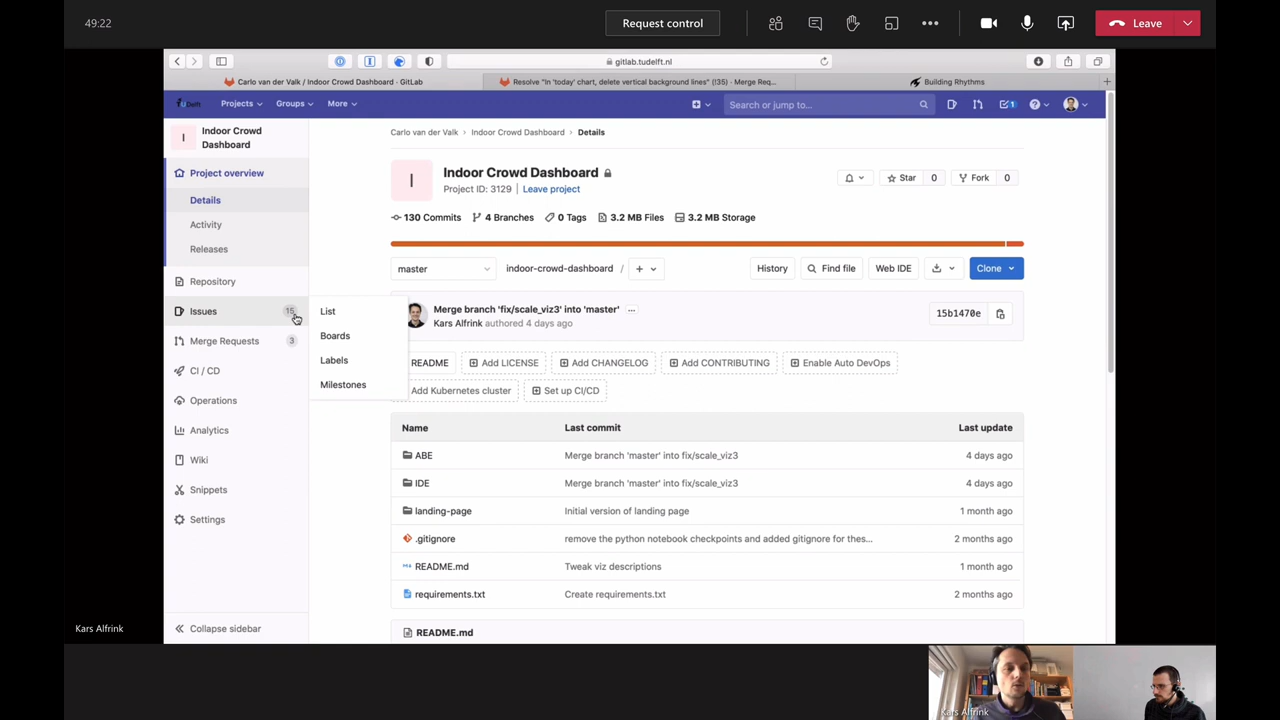 49:22
Request control
Leave
gitlab.tudelft.nl
Carlo van der Valk / Indoor Crowd Dashboard · GitLab
Resolve "In 'today' chart, delete vertical background lines" (!35) · Merge Req...
Building Rhythms
TUDelft
Projects
Groups
More
Search or jump to...
1
Indoor Crowd Dashboard
Project overview
Details
Activity
Releases
Repository
Issues 15
Merge Requests 3
CI / CD
Operations
Analytics
Wiki
Snippets
Settings
Collapse sidebar
List
Boards
Labels
Milestones
Carlo van der Valk > Indoor Crowd Dashboard > Details
I
Indoor Crowd Dashboard
Project ID: 3129 | Leave project
Star 0
Fork 0
130 Commits 4 Branches 0 Tags 3.2 MB Files 3.2 MB Storage
master
indoor-crowd-dashboard / +
History
Find file
Web IDE
Clone
Merge branch 'fix/scale_viz3' into 'master' ...
Kars Alfrink authored 4 days ago
15b1470e
README
Add LICENSE
Add CHANGELOG
Add CONTRIBUTING
Enable Auto DevOps
Add Kubernetes cluster
Set up CI/CD
Name Last commit Last update
ABE Merge branch 'master' into fix/scale_viz3 4 days ago
IDE Merge branch 'master' into fix/scale_viz3 4 days ago
landing-page Initial version of landing page 1 month ago
.gitignore remove the python notebook checkpoints and added gitignore for thes... 2 months ago
README.md Tweak viz descriptions 1 month ago
requirements.txt Create requirements.txt 2 months ago
README.md
Kars Alfrink
Kars Alfrink